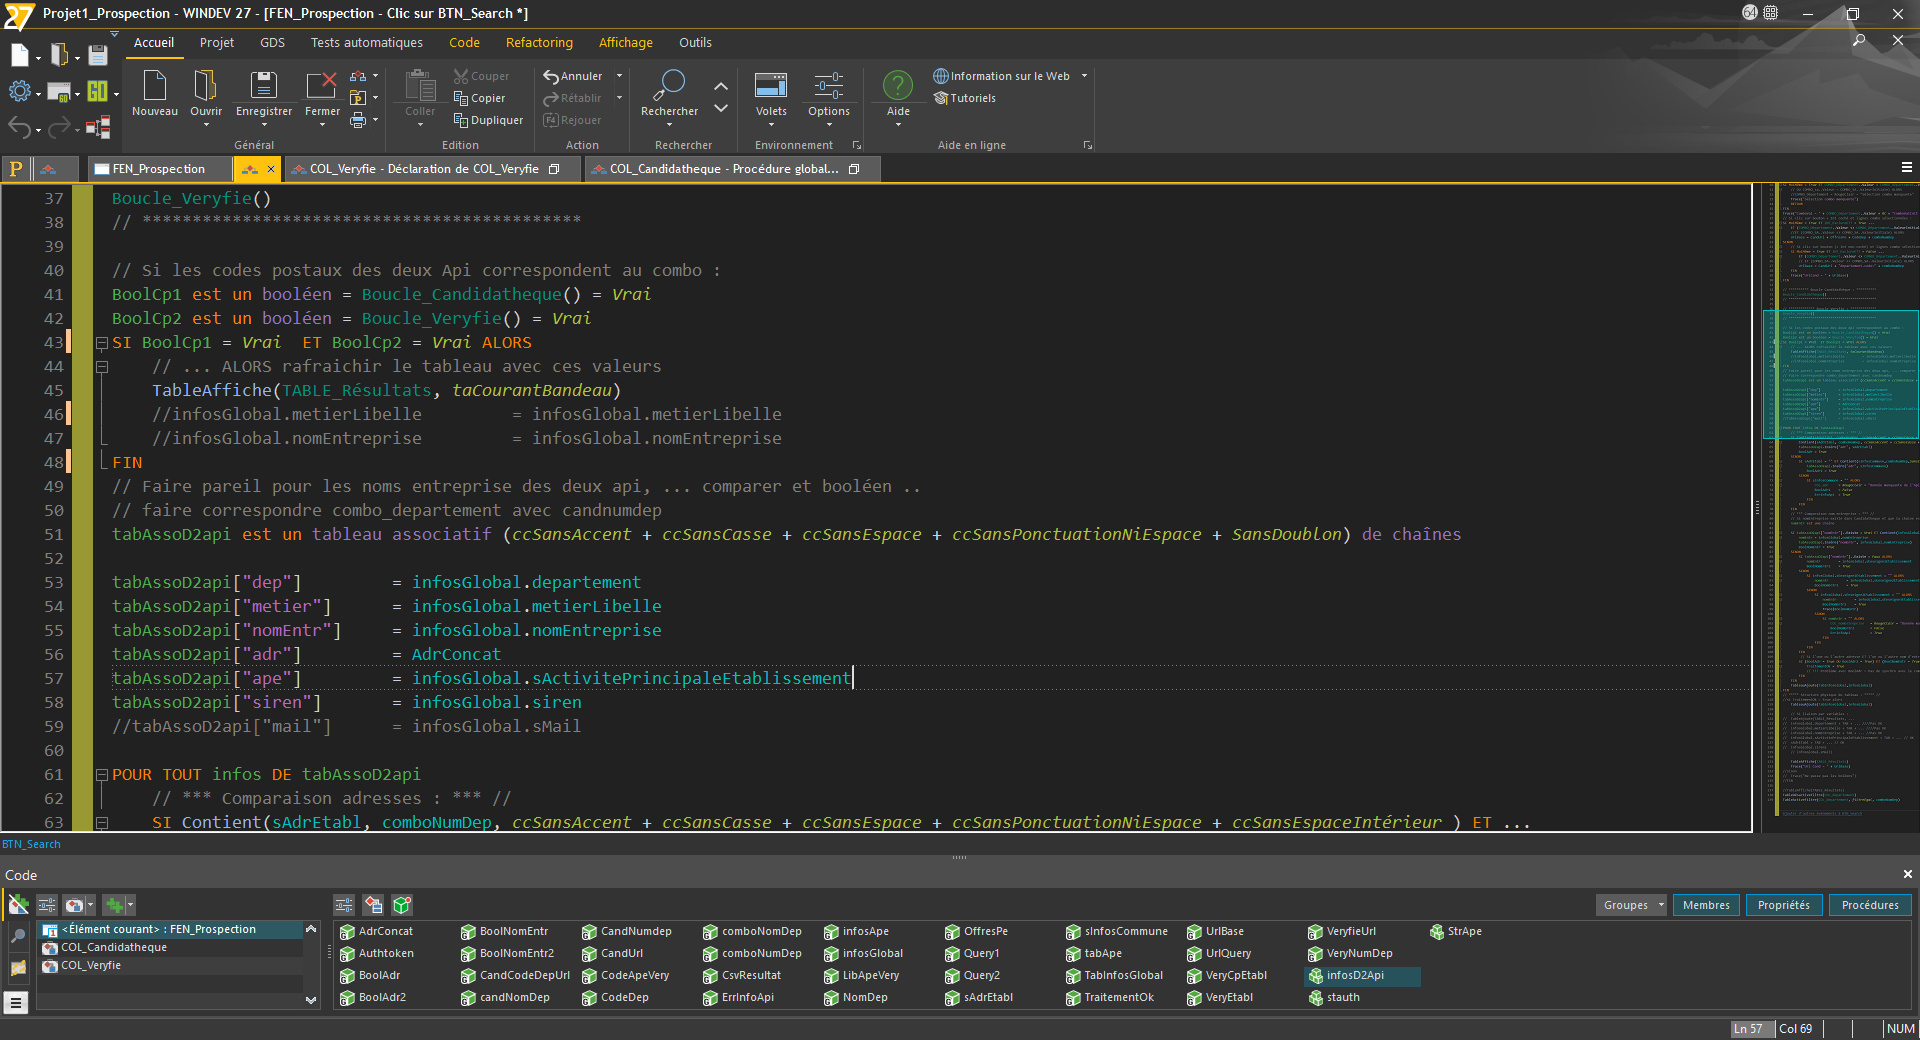 Projet1_Prospection - WINDEV 27 - [FEN_Prospection - Clic sur BTN_Search *]
27
64
Accueil Projet GDS Tests automatiques Code Refactoring Affichage Outils
GO
Nouveau Ouvrir Enregistrer Fermer
Coller Couper
Copier
Dupliquer
Annuler
Rétablir
F4 Rejouer
Rechercher
Volets Options
Aide
Information sur le Web
Tutoriels
Général Edition Action Rechercher Environnement Aide en ligne
P FEN_Prospection COL_Veryfie - Déclaration de COL_Veryfie COL_Candidatheque - Procédure global...
37 Boucle_Veryfie()
38 // ********************************************
39
40 // Si les codes postaux des deux Api correspondent au combo :
41 BoolCp1 est un booléen = Boucle_Candidatheque() = Vrai
42 BoolCp2 est un booléen = Boucle_Veryfie() = Vrai
43 SI BoolCp1 = Vrai  ET BoolCp2 = Vrai ALORS
44 // ... ALORS rafraichir le tableau avec ces valeurs
45 TableAffiche(TABLE_Résultats, taCourantBandeau)
46 //infosGlobal.metierLibelle = infosGlobal.metierLibelle
47 //infosGlobal.nomEntreprise = infosGlobal.nomEntreprise
48 FIN
49 // Faire pareil pour les noms entreprise des deux api, ... comparer et booléen ..
50 // faire correspondre combo_departement avec candnumdep
51 tabAssoD2api est un tableau associatif (ccSansAccent + ccSansCasse + ccSansEspace + ccSansPonctuationNiEspace + SansDoublon) de chaînes
52
53 tabAssoD2api["dep"] = infosGlobal.departement
54 tabAssoD2api["metier"] = infosGlobal.metierLibelle
55 tabAssoD2api["nomEntr"] = infosGlobal.nomEntreprise
56 tabAssoD2api["adr"] = AdrConcat
57 tabAssoD2api["ape"] = infosGlobal.sActivitePrincipaleEtablissement
58 tabAssoD2api["siren"] = infosGlobal.siren
59 //tabAssoD2api["mail"] = infosGlobal.sMail
60
61 POUR TOUT infos DE tabAssoD2api
62 // *** Comparaison adresses : *** //
63 SI Contient(sAdrEtabl, comboNumDep, ccSansAccent + ccSansCasse + ccSansEspace + ccSansPonctuationNiEspace + ccSansEspaceIntérieur ) ET ...
BTN_Search
Code
Groupes Membres Propriétés Procédures
<Élément courant> : FEN_Prospection
COL_Candidatheque
COL_Veryfie
AdrConcat BoolNomEntr CandNumdep comboNomDep infosApe OffresPe sInfosCommune UrlBase VeryfieUrl StrApe
Authtoken BoolNomEntr2 CandUrl comboNumDep infosGlobal Query1 tabApe UrlQuery VeryNumDep
BoolAdr CandCodeDepUrl CodeApeVery CsvResultat LibApeVery Query2 TabInfosGlobal VeryCpEtabl infosD2Api
BoolAdr2 candNomDep CodeDep ErrInfoApi NomDep sAdrEtabl TraitementOk VeryEtabl stauth
Ln 57 Col 69 NUM